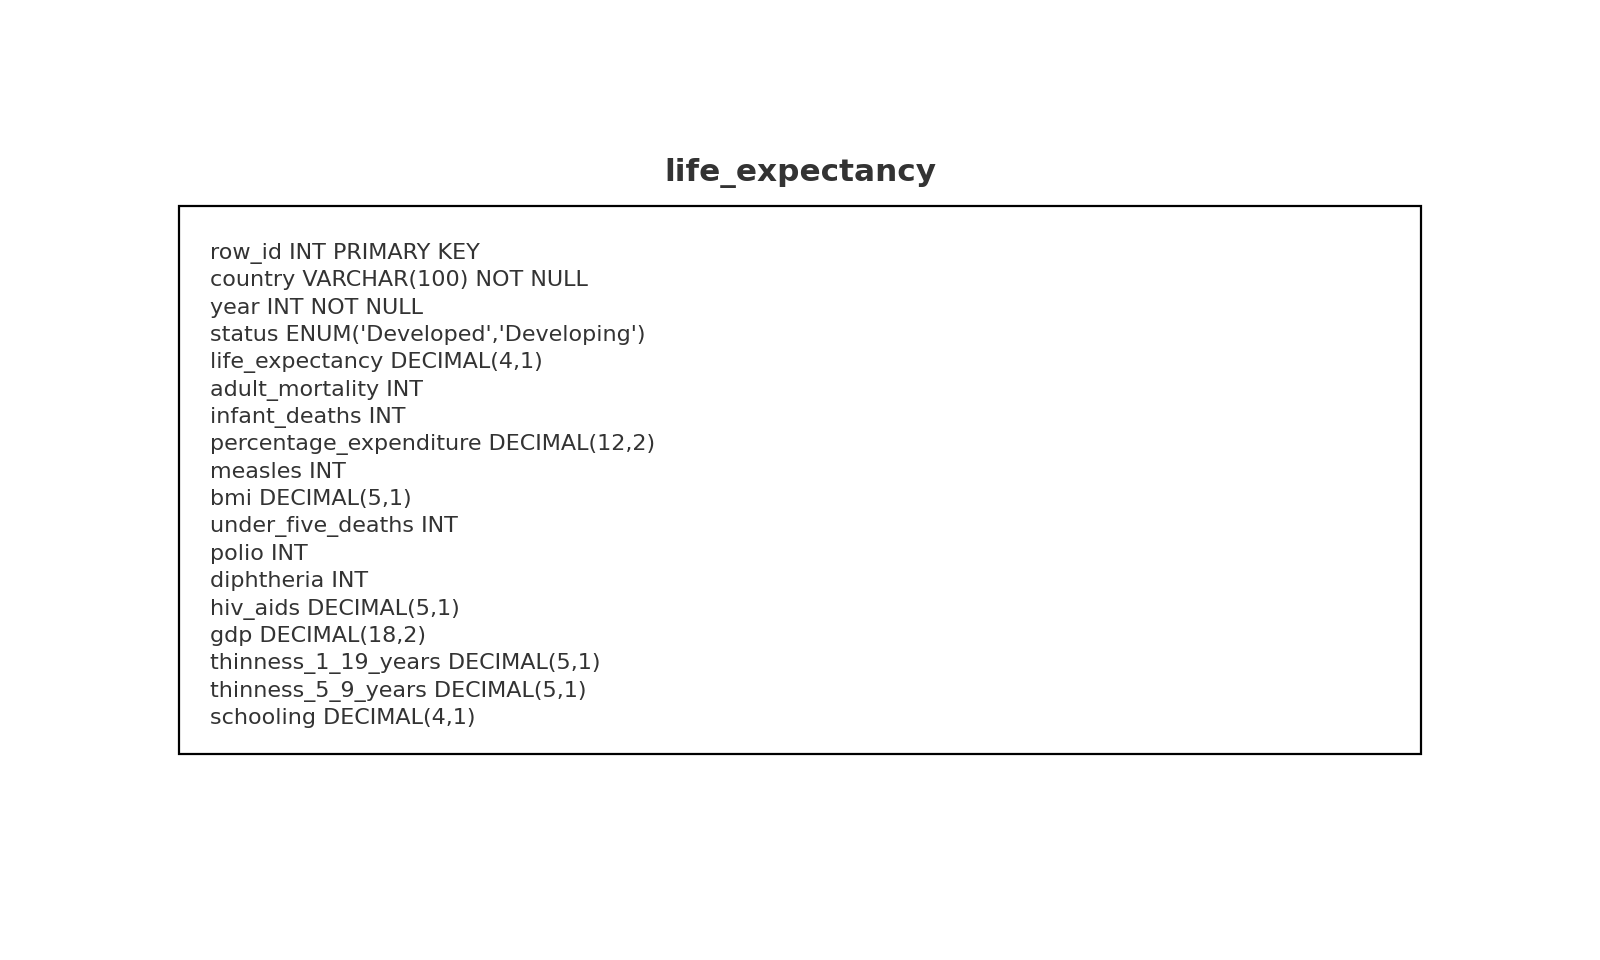 life_expectancy
row_id INT PRIMARY KEY
country VARCHAR(100) NOT NULL
year INT NOT NULL
status ENUM('Developed','Developing')
life_expectancy DECIMAL(4,1)
adult_mortality INT
infant_deaths INT
percentage_expenditure DECIMAL(12,2)
measles INT
bmi DECIMAL(5,1)
under_five_deaths INT
polio INT
diphtheria INT
hiv_aids DECIMAL(5,1)
gdp DECIMAL(18,2)
thinness_1_19_years DECIMAL(5,1)
thinness_5_9_years DECIMAL(5,1)
schooling DECIMAL(4,1)